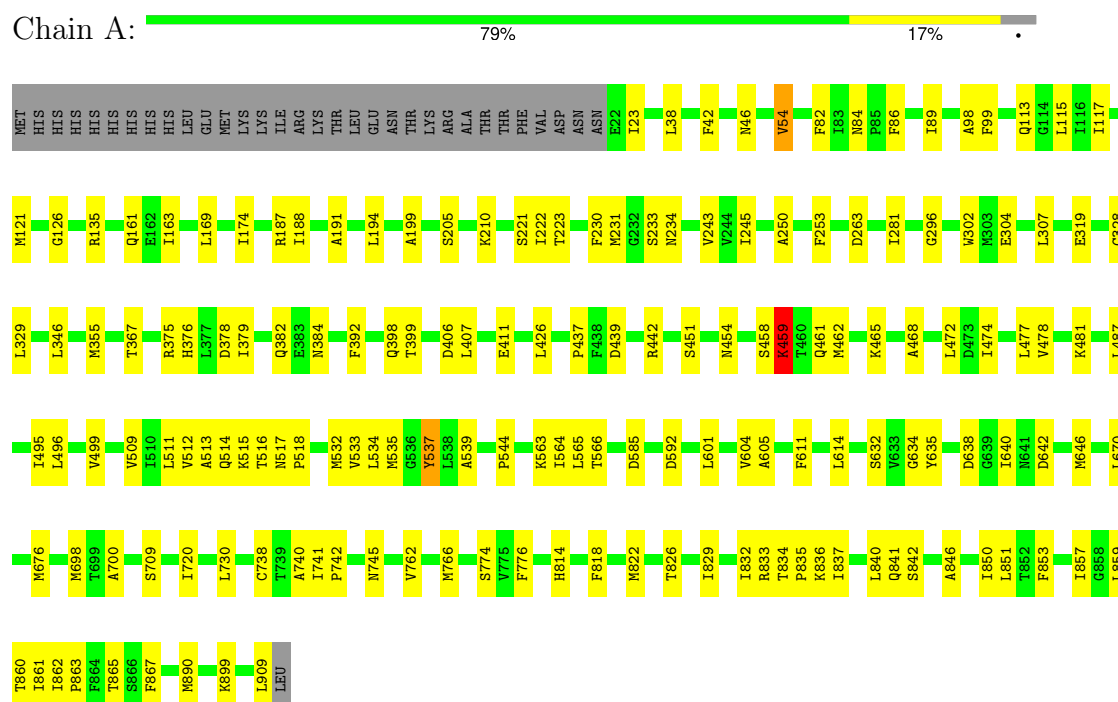 Chain A:
79% 17% •
MET HIS HIS HIS HIS HIS HIS HIS HIS LEU GLU MET LYS LYS ILE ARG LYS THR LEU GLU ASN THR LYS ARG ALA THR THR PHE VAL ASP ASN ASN E22 I23 L38 F42 N46 V54 F82 I83 N84 P85 F86 I89 A98 F99 Q113 G114 L115 I116 I117
M121 G126 R135 Q161 E162 I163 L169 I174 R187 I188 A191 L194 A199 S205 K210 S221 I222 T223 F230 M231 G232 S233 N234 V243 V244 I245 A250 F253 D263 I281 G296 W302 M303 E304 L307 E319
L329 L346 M355 T367 R375 H376 L377 D378 I379 Q382 E383 N384 F392 Q398 T399 D406 L407 E411 L426 P437 F438 D439 R442 S451 N454 S458 K459 T460 Q461 M462 K465 A468 L472 D473 I474 L477 V478 K481 L487
I495 L496 V499 V509 I510 L511 V512 A513 Q514 K515 T516 N517 P518 M532 V533 L534 M535 G536 Y537 L538 A539 P544 K563 I564 L565 T566 D585 D592 L601 V604 A605 F611 L614 S632 V633 G634 Y635 D638 G639 I640 N641 D642 M646
M676 M698 T699 A700 S709 I720 L730 C738 T739 A740 I741 P742 N745 V762 M766 S774 V775 F776 H814 F818 M822 T826 I829 I832 R833 T834 P835 K836 I837 L840 Q841 S842 A846 I850 L851 T852 F853 I857 G858
T860 I861 I862 P863 F864 T865 S866 F867 M890 K899 L909 LEU